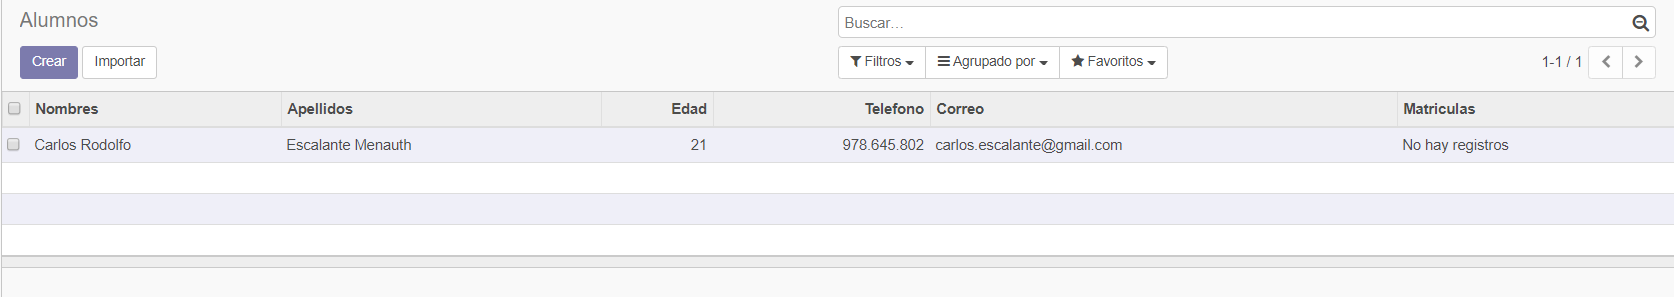 Alumnos
Buscar...
Crear Importar
Filtros Agrupado por Favoritos 1-1 / 1
Nombres Apellidos Edad Telefono Correo Matriculas
Carlos Rodolfo Escalante Menauth 21 978.645.802 carlos.escalante@gmail.com No hay registros